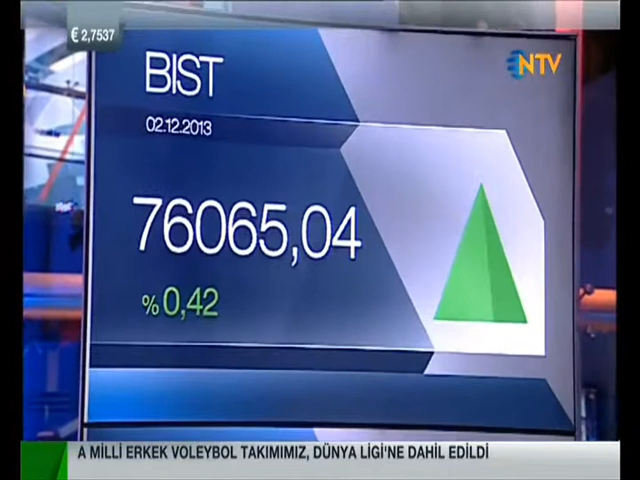 € 2,7537
NTV
BIST
02.12.2013
76065,04
% 0,42
A MİLLİ ERKEK VOLEYBOL TAKIMIMIZ, DÜNYA LİGİ'NE DAHİL EDİLDİ